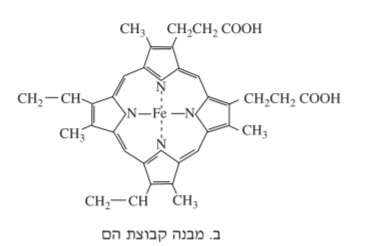 CH₃ CH₂CH₂ COOH
N
CH₂—CH N—Fe—N CH₂CH₂ COOH
CH₃ CH₃
N
CH₂—CH CH₃
ב. מבנה קבוצת הם